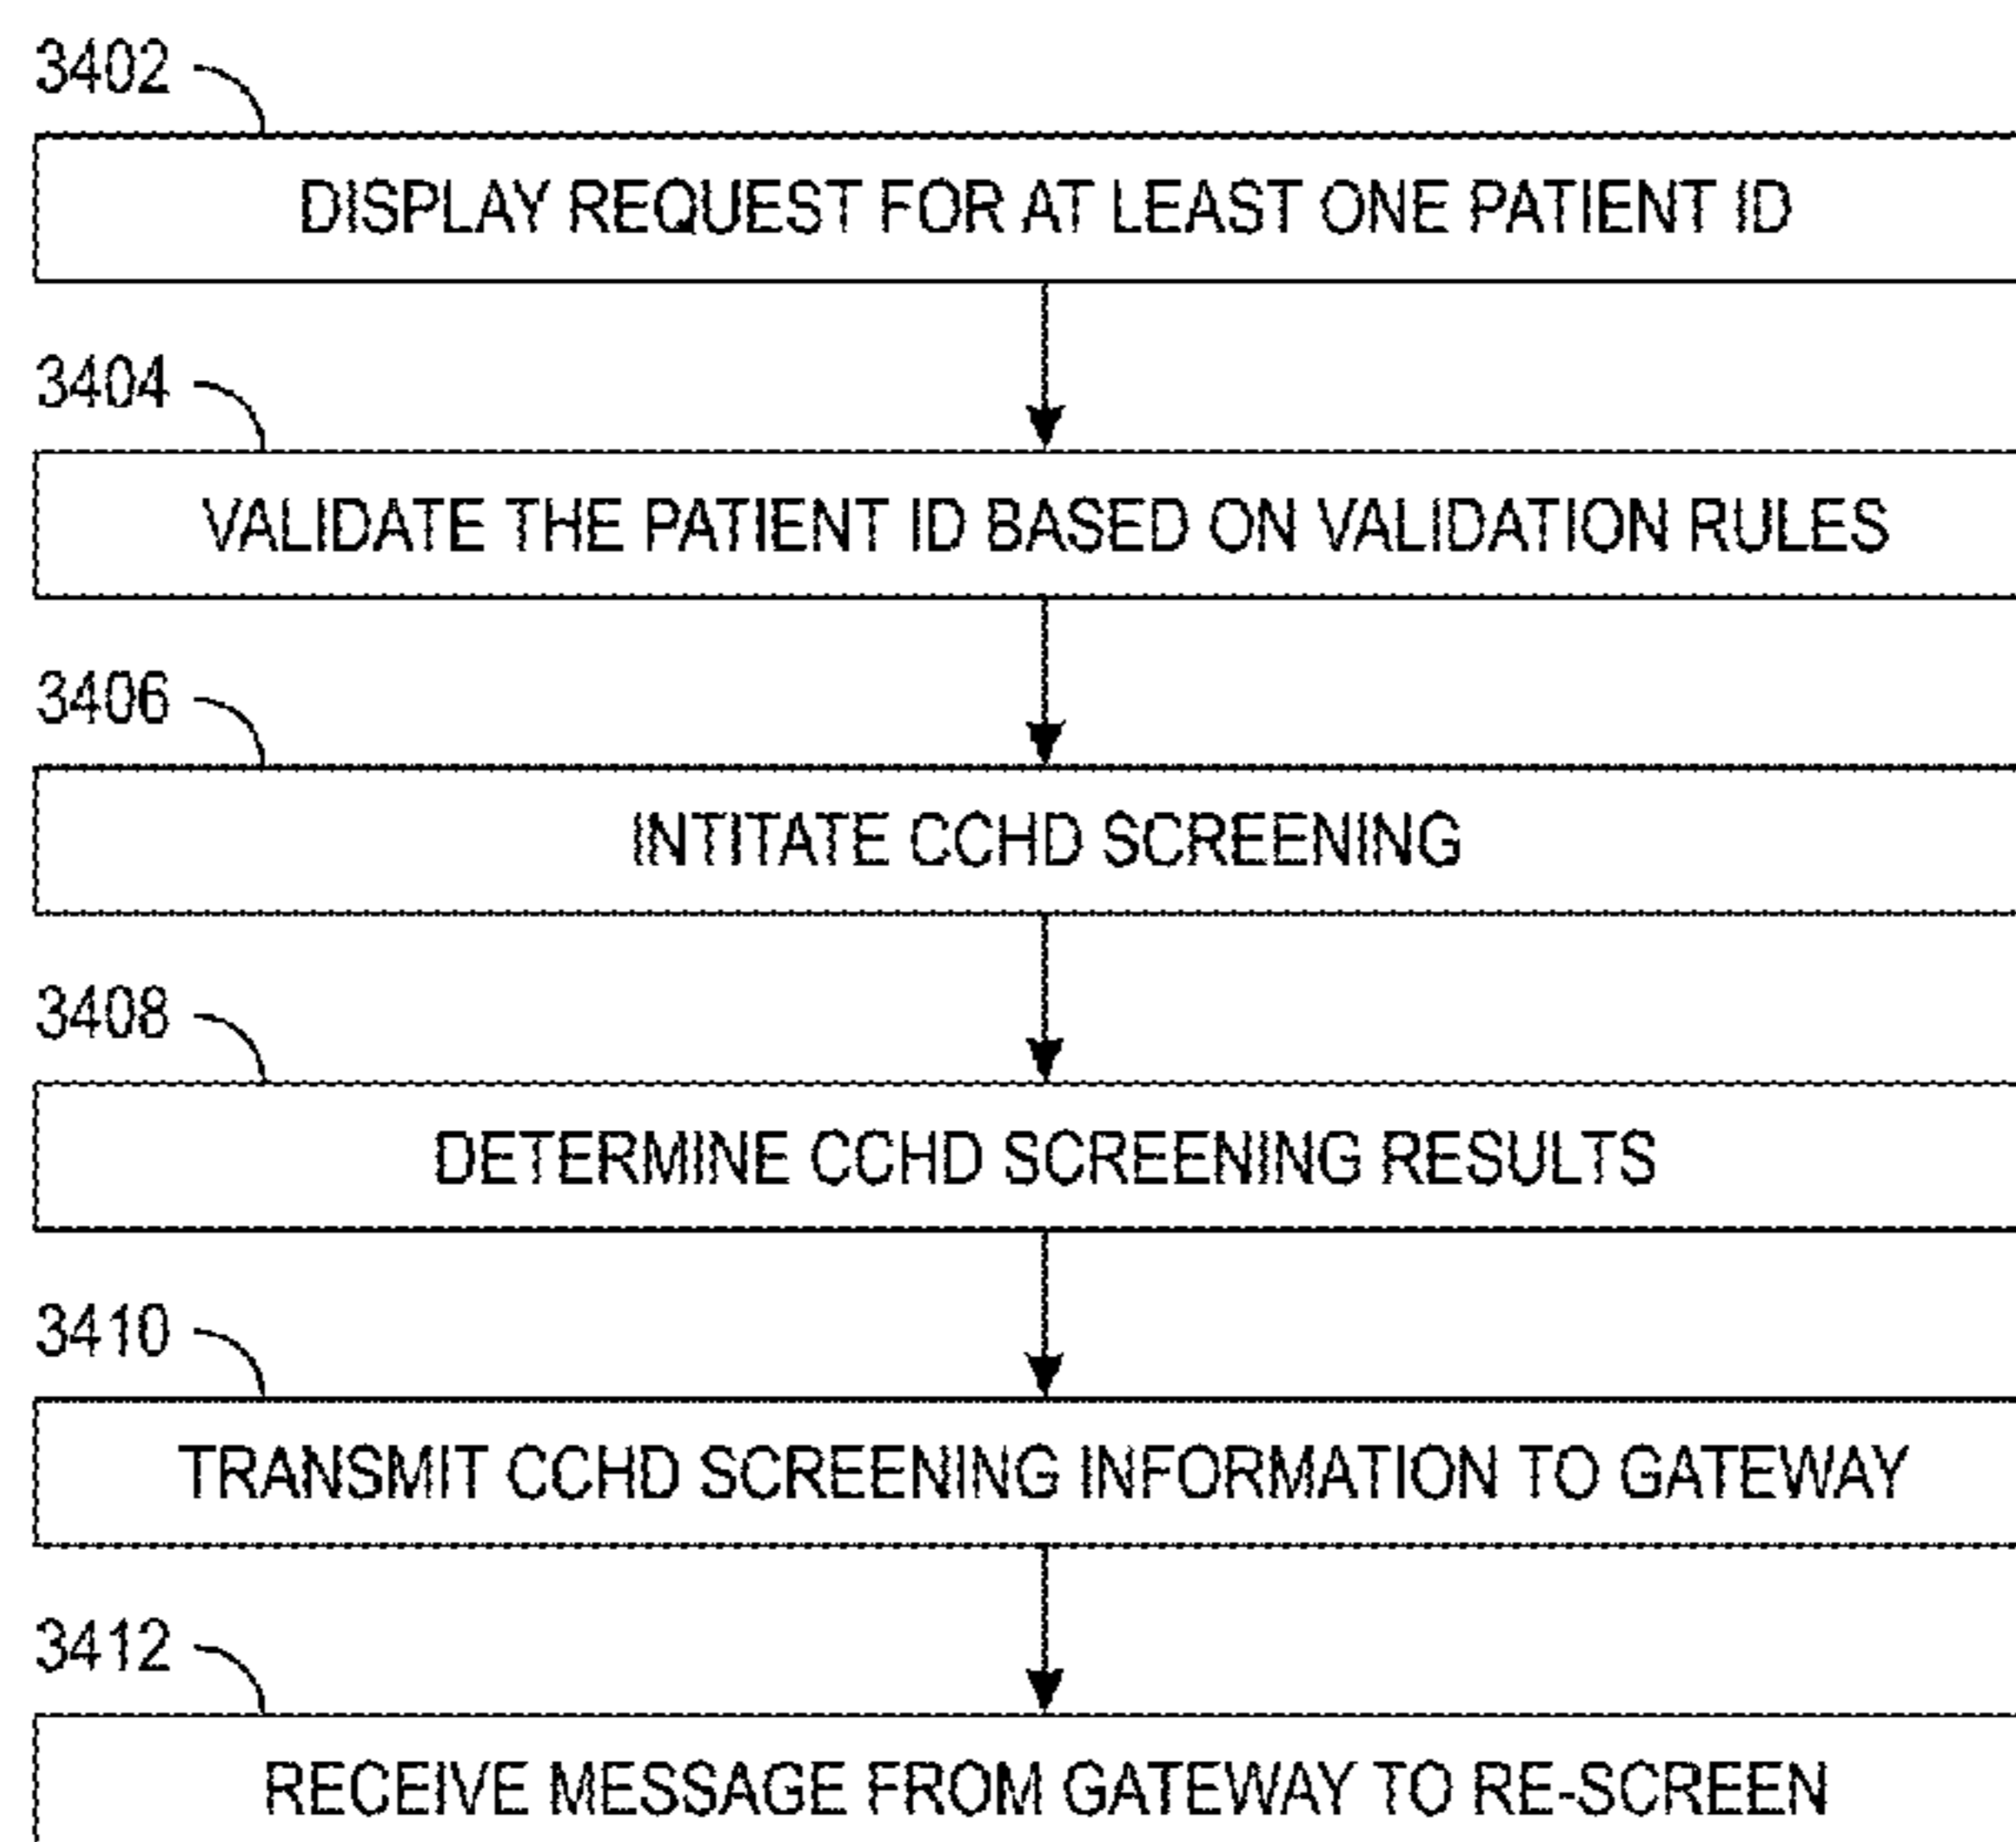 3402
DISPLAY REQUEST FOR AT LEAST ONE PATIENT ID
3404
VALIDATE THE PATIENT ID BASED ON VALIDATION RULES
3406
INTITATE CCHD SCREENING
3408
DETERMINE CCHD SCREENING RESULTS
3410
TRANSMIT CCHD SCREENING INFORMATION TO GATEWAY
3412
RECEIVE MESSAGE FROM GATEWAY TO RE-SCREEN